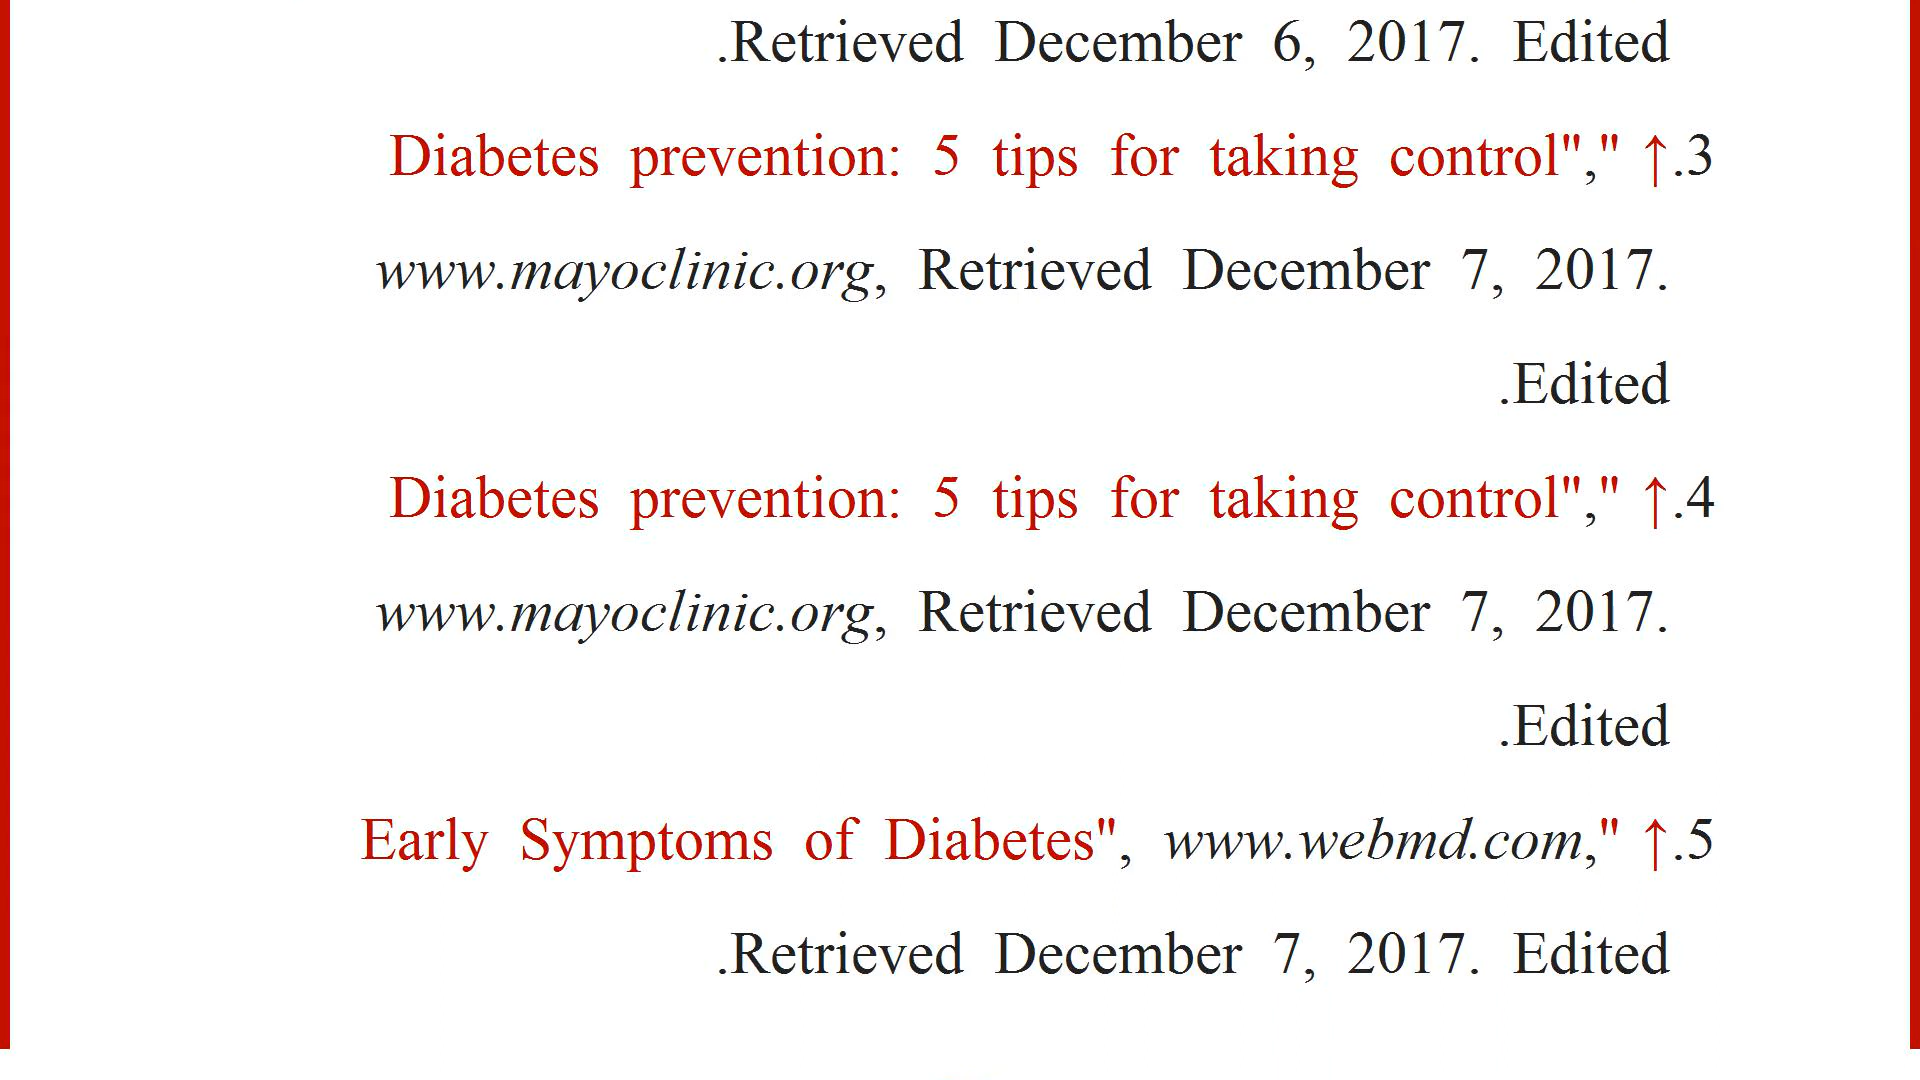 .Retrieved December 6, 2017. Edited
Diabetes prevention: 5 tips for taking control"," ↑.3
www.mayoclinic.org, Retrieved December 7, 2017.
.Edited
Diabetes prevention: 5 tips for taking control"," ↑.4
www.mayoclinic.org, Retrieved December 7, 2017.
.Edited
Early Symptoms of Diabetes", www.webmd.com," ↑.5
.Retrieved December 7, 2017. Edited